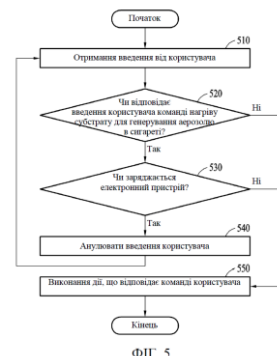 Початок
510
Отримання введення від користувача
520
Чи відповідає
введення користувача команді нагріву
субстрату для генерування аерозолю
в сигареті?
Ні
Так
530
Чи заряджається
електронний пристрій?
Ні
Так
540
Анулювати введення користувача
550
Виконання дії, що відповідає команді користувача
Кінець
ФІГ. 5